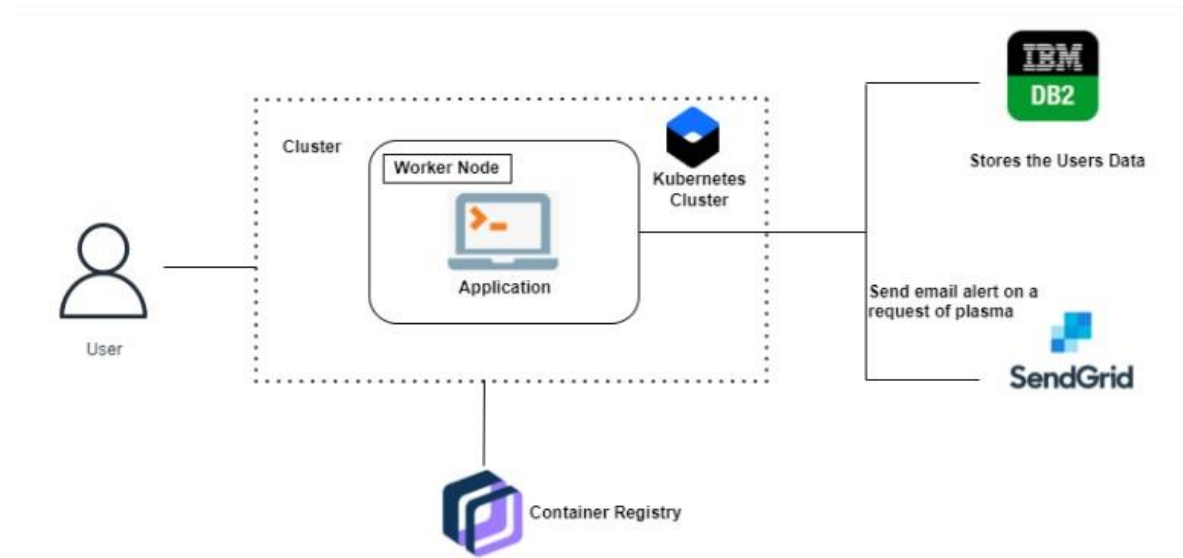 IBM
DB2
Stores the Users Data
Cluster
Worker Node
Kubernetes
Cluster
Application
User
Send email alert on a
request of plasma
SendGrid
Container Registry